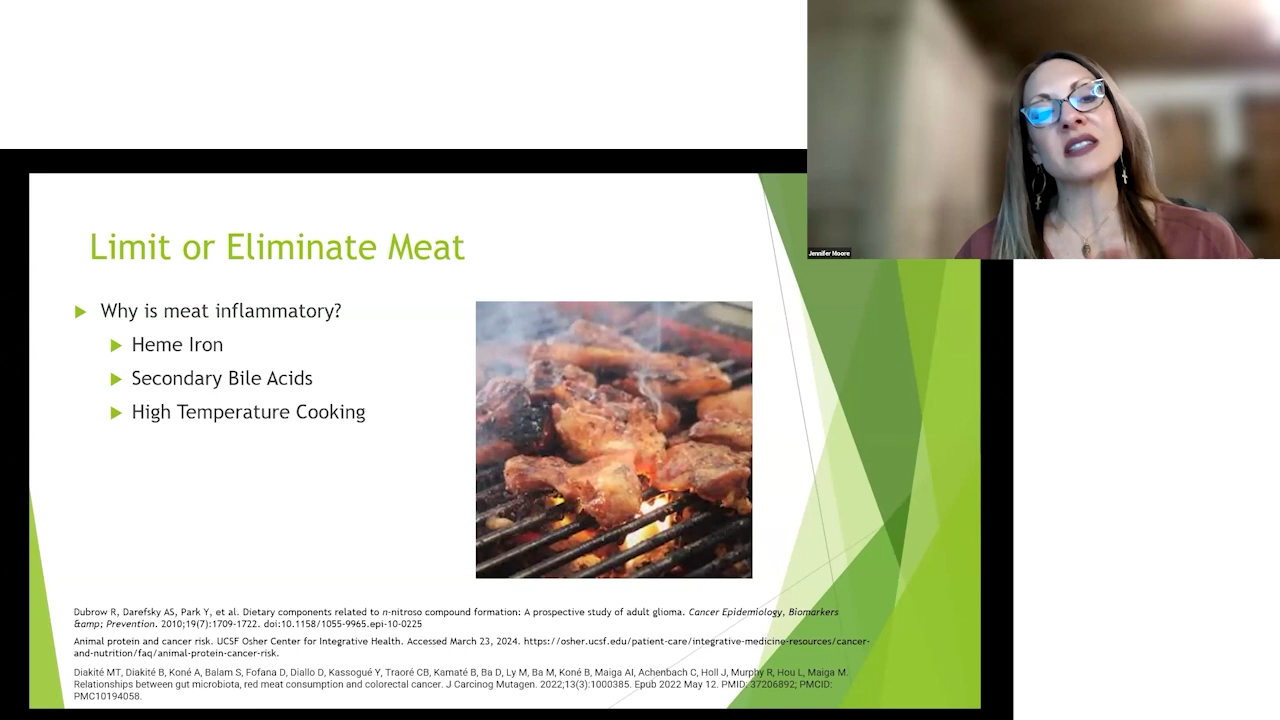 Jennifer Moore
Limit or Eliminate Meat
Why is meat inflammatory?
Heme Iron
Secondary Bile Acids
High Temperature Cooking
Dubrow R, Darefsky AS, Park Y, et al. Dietary components related to n-nitroso compound formation: A prospective study of adult glioma. Cancer Epidemiology, Biomarkers
&amp; Prevention. 2010;19(7):1709-1722. doi:10.1158/1055-9965.epi-10-0225
Animal protein and cancer risk. UCSF Osher Center for Integrative Health. Accessed March 23, 2024. https://osher.ucsf.edu/patient-care/integrative-medicine-resources/cancer-
and-nutrition/faq/animal-protein-cancer-risk.
Diakité MT, Diakité B, Koné A, Balam S, Fofana D, Diallo D, Kassogué Y, Traoré CB, Kamaté B, Ba D, Ly M, Ba M, Koné B, Maiga AI, Achenbach C, Holl J, Murphy R, Hou L, Maiga M.
Relationships between gut microbiota, red meat consumption and colorectal cancer. J Carcinog Mutagen. 2022;13(3):1000385. Epub 2022 May 12. PMID: 37206892; PMCID:
PMC10194058.